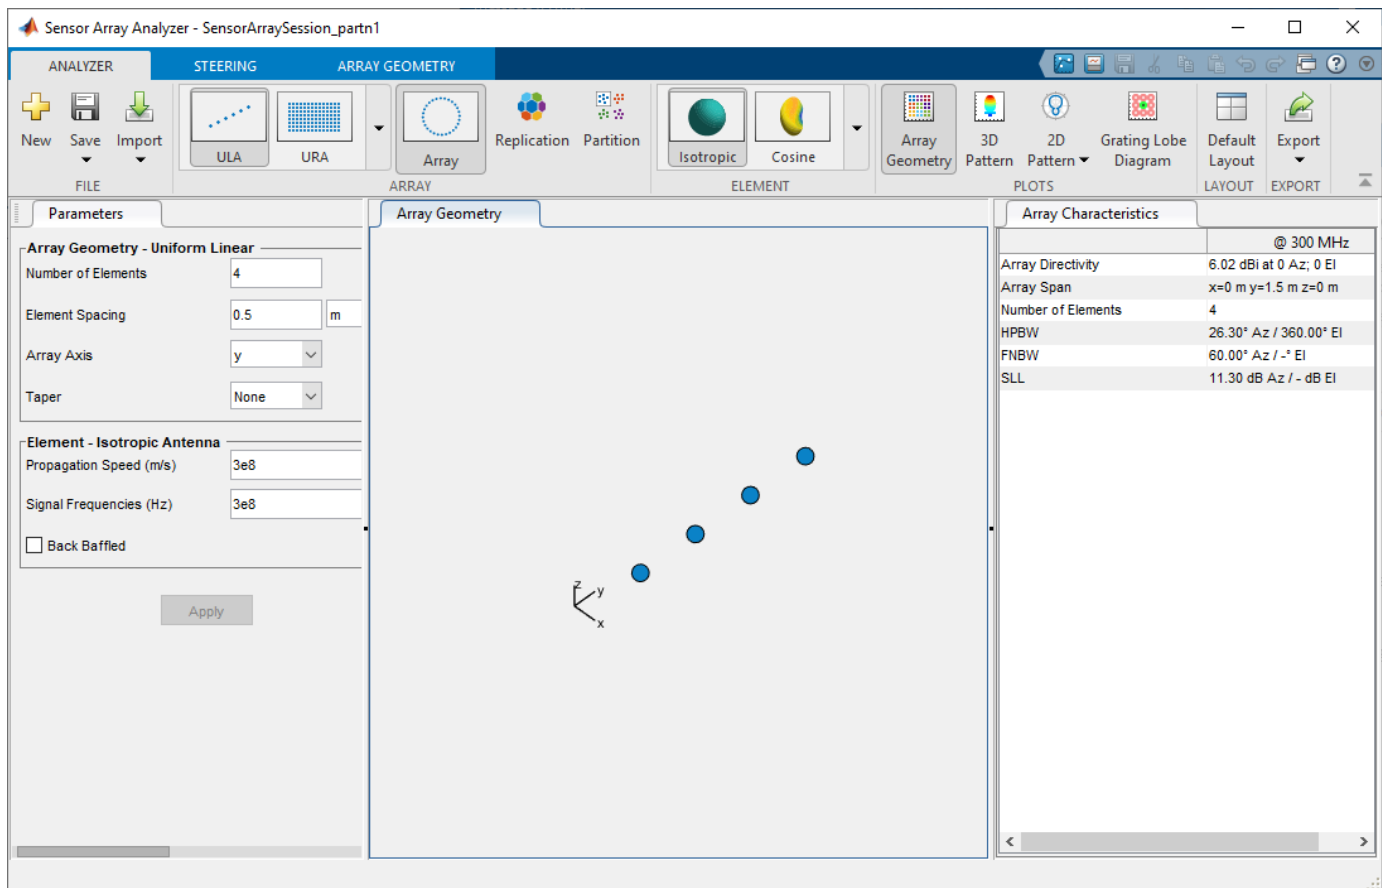 Sensor Array Analyzer - SensorArraySession_partn1
ANALYZER STEERING ARRAY GEOMETRY
New Save Import ULA URA Array Replication Partition Isotropic Cosine Array Geometry 3D Pattern 2D Pattern Grating Lobe Diagram Default Layout Export
FILE ARRAY ELEMENT PLOTS LAYOUT EXPORT
Parameters
Array Geometry - Uniform Linear
Number of Elements 4
Element Spacing 0.5 m
Array Axis y
Taper None
Element - Isotropic Antenna
Propagation Speed (m/s) 3e8
Signal Frequencies (Hz) 3e8
Back Baffled
Apply
Array Geometry
z
y
x
Array Characteristics
@ 300 MHz
Array Directivity 6.02 dBi at 0 Az; 0 El
Array Span x=0 m y=1.5 m z=0 m
Number of Elements 4
HPBW 26.30° Az / 360.00° El
FNBW 60.00° Az / -° El
SLL 11.30 dB Az / - dB El